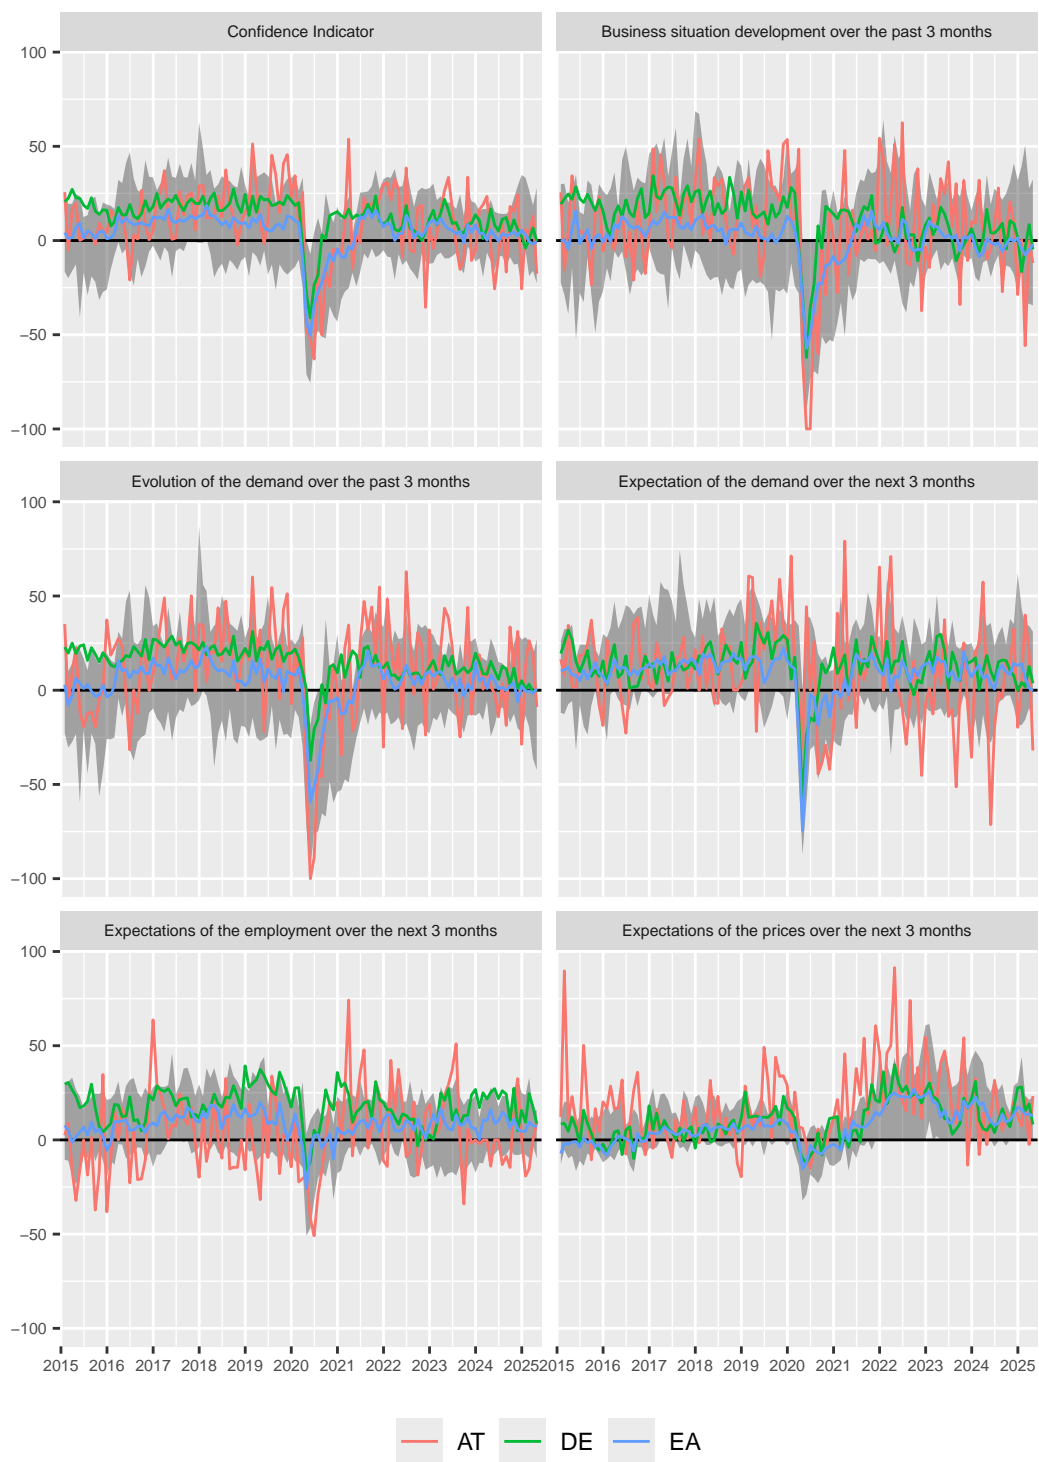 Confidence Indicator
Business situation development over the past 3 months
100
50
0
−50
−100
Evolution of the demand over the past 3 months
Expectation of the demand over the next 3 months
100
50
0
−50
−100
Expectations of the employment over the next 3 months
Expectations of the prices over the next 3 months
100
50
0
−50
−100
2015 2016 2017 2018 2019 2020 2021 2022 2023 2024 2025
2015 2016 2017 2018 2019 2020 2021 2022 2023 2024 2025
AT DE EA